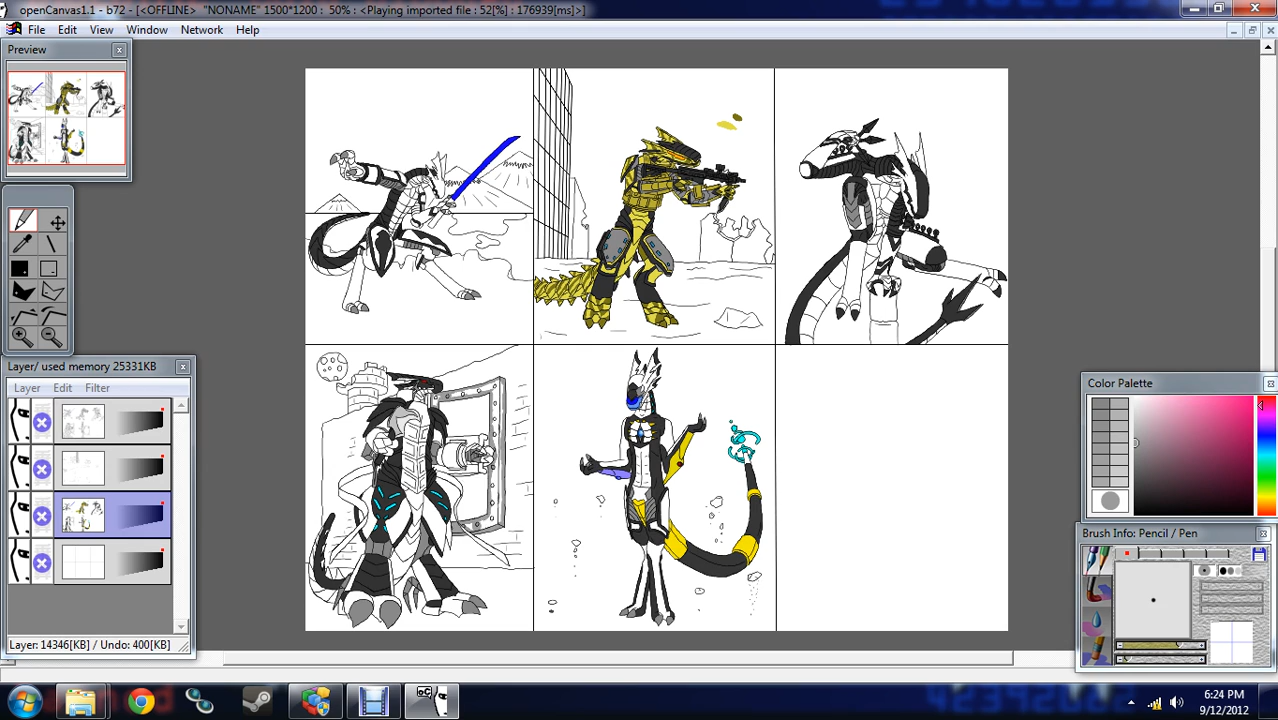 openCanvas1.1 - b72 - [<OFFLINE> "NONAME" 1500*1200 : 50% : <Playing imported file : 52[%] : 176939[ms]>]
File Edit View Window Network Help
Preview
Layer/ used memory 25331KB
Layer Edit Filter
Layer: 14346[KB] / Undo: 400[KB]
Color Palette
Brush Info: Pencil / Pen
6:24 PM
9/12/2012